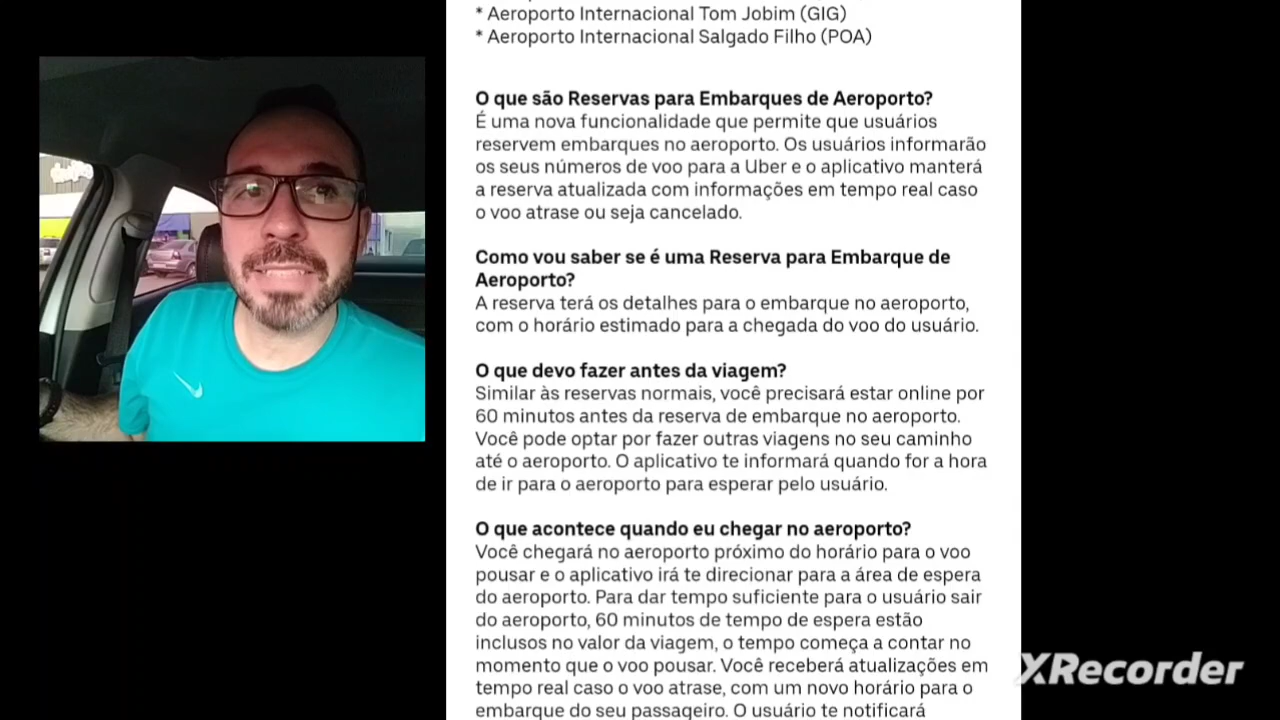 * Aeroporto Internacional Tom Jobim (GIG)
* Aeroporto Internacional Salgado Filho (POA)
O que são Reservas para Embarques de Aeroporto?
É uma nova funcionalidade que permite que usuários
reservem embarques no aeroporto. Os usuários informarão
os seus números de voo para a Uber e o aplicativo manterá
a reserva atualizada com informações em tempo real caso
o voo atrase ou seja cancelado.
Como vou saber se é uma Reserva para Embarque de
Aeroporto?
A reserva terá os detalhes para o embarque no aeroporto,
com o horário estimado para a chegada do voo do usuário.
O que devo fazer antes da viagem?
Similar às reservas normais, você precisará estar online por
60 minutos antes da reserva de embarque no aeroporto.
Você pode optar por fazer outras viagens no seu caminho
até o aeroporto. O aplicativo te informará quando for a hora
de ir para o aeroporto para esperar pelo usuário.
O que acontece quando eu chegar no aeroporto?
Você chegará no aeroporto próximo do horário para o voo
pousar e o aplicativo irá te direcionar para a área de espera
do aeroporto. Para dar tempo suficiente para o usuário sair
do aeroporto, 60 minutos de tempo de espera estão
inclusos no valor da viagem, o tempo começa a contar no
momento que o voo pousar. Você receberá atualizações em
tempo real caso o voo atrase, com um novo horário para o
embarque do seu passageiro. O usuário te notificará
XRecorder